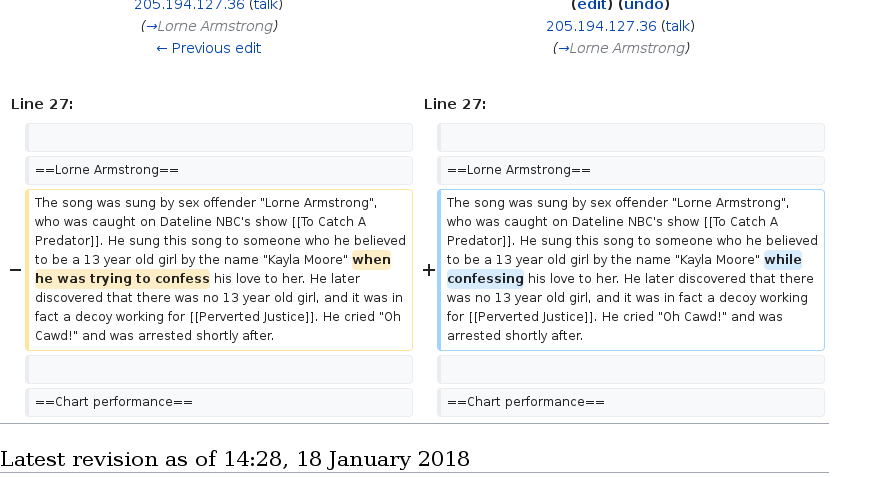 205.194.127.36 (talk)
(→Lorne Armstrong)
← Previous edit
(edit) (undo)
205.194.127.36 (talk)
(→Lorne Armstrong)
Line 27:
==Lorne Armstrong==
− The song was sung by sex offender "Lorne Armstrong",
who was caught on Dateline NBC's show [[To Catch A
Predator]]. He sung this song to someone who he believed
to be a 13 year old girl by the name "Kayla Moore" when
he was trying to confess his love to her. He later
discovered that there was no 13 year old girl, and it was in
fact a decoy working for [[Perverted Justice]]. He cried "Oh
Cawd!" and was arrested shortly after.
==Chart performance==
Line 27:
==Lorne Armstrong==
+ The song was sung by sex offender "Lorne Armstrong",
who was caught on Dateline NBC's show [[To Catch A
Predator]]. He sung this song to someone who he believed
to be a 13 year old girl by the name "Kayla Moore" while
confessing his love to her. He later discovered that there
was no 13 year old girl, and it was in fact a decoy working
for [[Perverted Justice]]. He cried "Oh Cawd!" and was
arrested shortly after.
==Chart performance==
Latest revision as of 14:28, 18 January 2018